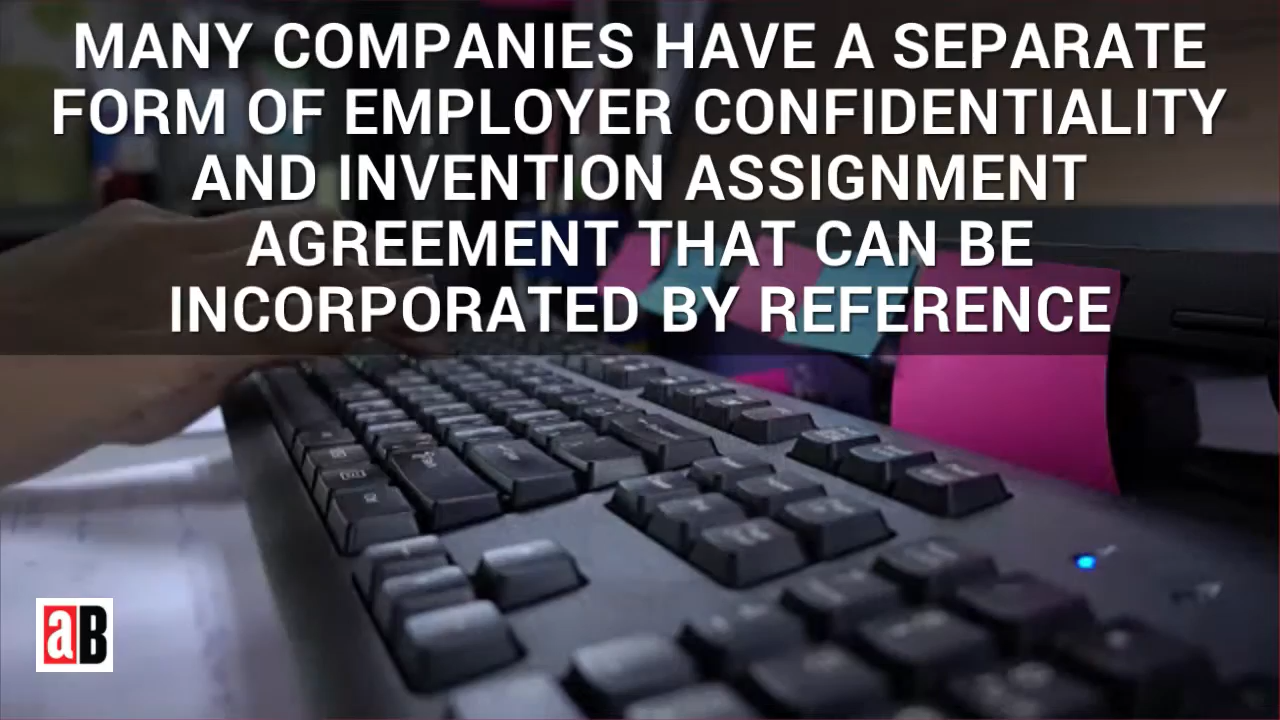 MANY COMPANIES HAVE A SEPARATE
FORM OF EMPLOYER CONFIDENTIALITY
AND INVENTION ASSIGNMENT
AGREEMENT THAT CAN BE
INCORPORATED BY REFERENCE
aB